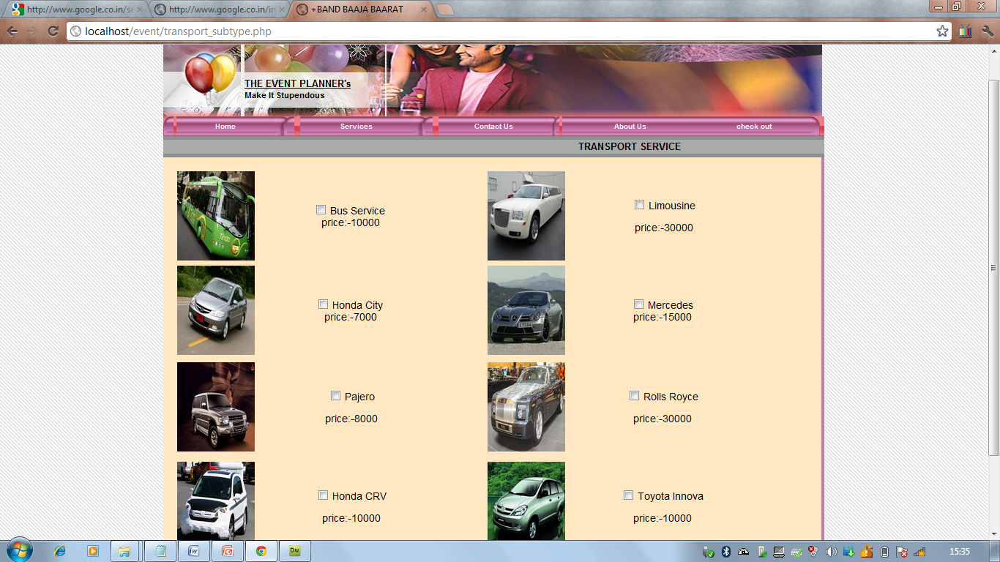 http://www.google.co.in/se
http://www.google.co.in/in
+BAND BAAJA BAARAT
localhost/event/transport_subtype.php
THE EVENT PLANNER's
Make It Stupendous
Home
Services
Contact Us
About Us
check out
TRANSPORT SERVICE
Bus Service
price:-10000
Limousine
price:-30000
Honda City
price:-7000
Mercedes
price:-15000
Pajero
price:-8000
Rolls Royce
price:-30000
Honda CRV
price:-10000
Toyota Innova
price:-10000
Tindo
Dw
15:35